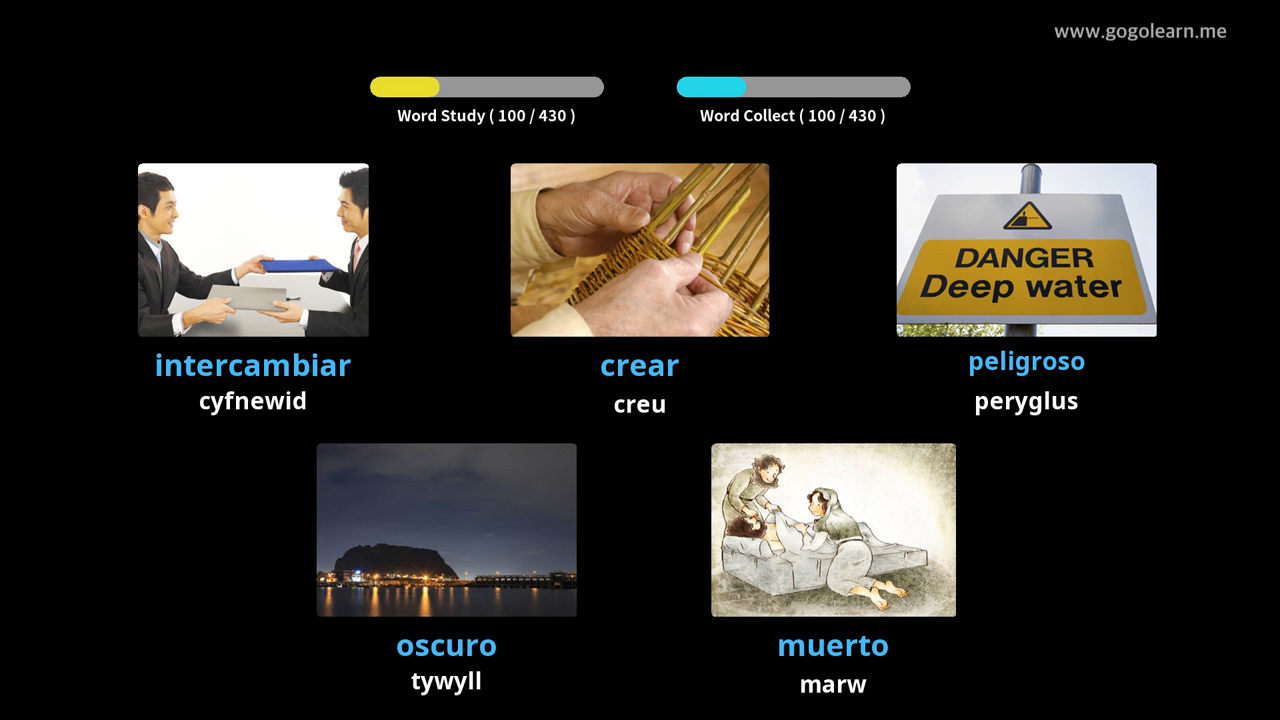 www.gogolearn.me
Word Study ( 100 / 430 )
Word Collect ( 100 / 430 )
DANGER
Deep water
intercambiar
cyfnewid
crear
creu
peligroso
peryglus
oscuro
tywyll
muerto
marw